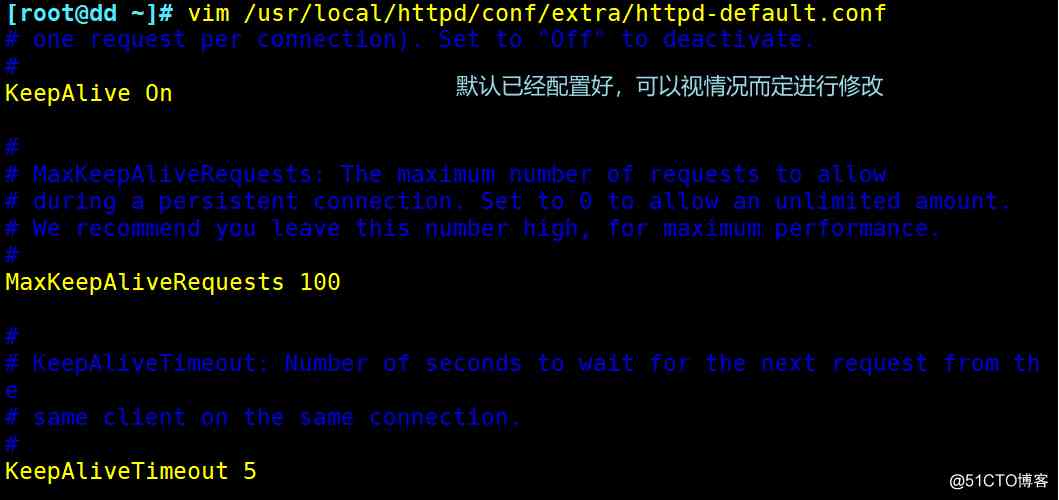 [root@dd ~]# vim /usr/local/httpd/conf/extra/httpd-default.conf
# one request per connection). Set to "Off" to deactivate.
#
KeepAlive On
默认已经配置好，可以视情况而定进行修改
#
# MaxKeepAliveRequests: The maximum number of requests to allow
# during a persistent connection. Set to 0 to allow an unlimited amount.
# We recommend you leave this number high, for maximum performance.
#
MaxKeepAliveRequests 100
#
# KeepAliveTimeout: Number of seconds to wait for the next request from th
e
# same client on the same connection.
#
KeepAliveTimeout 5
@51CTO博客